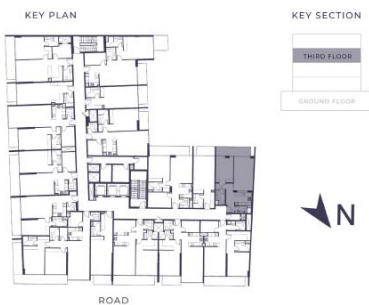 KEY PLAN
KEY SECTION
THIRD FLOOR
GROUND FLOOR
N
ROAD